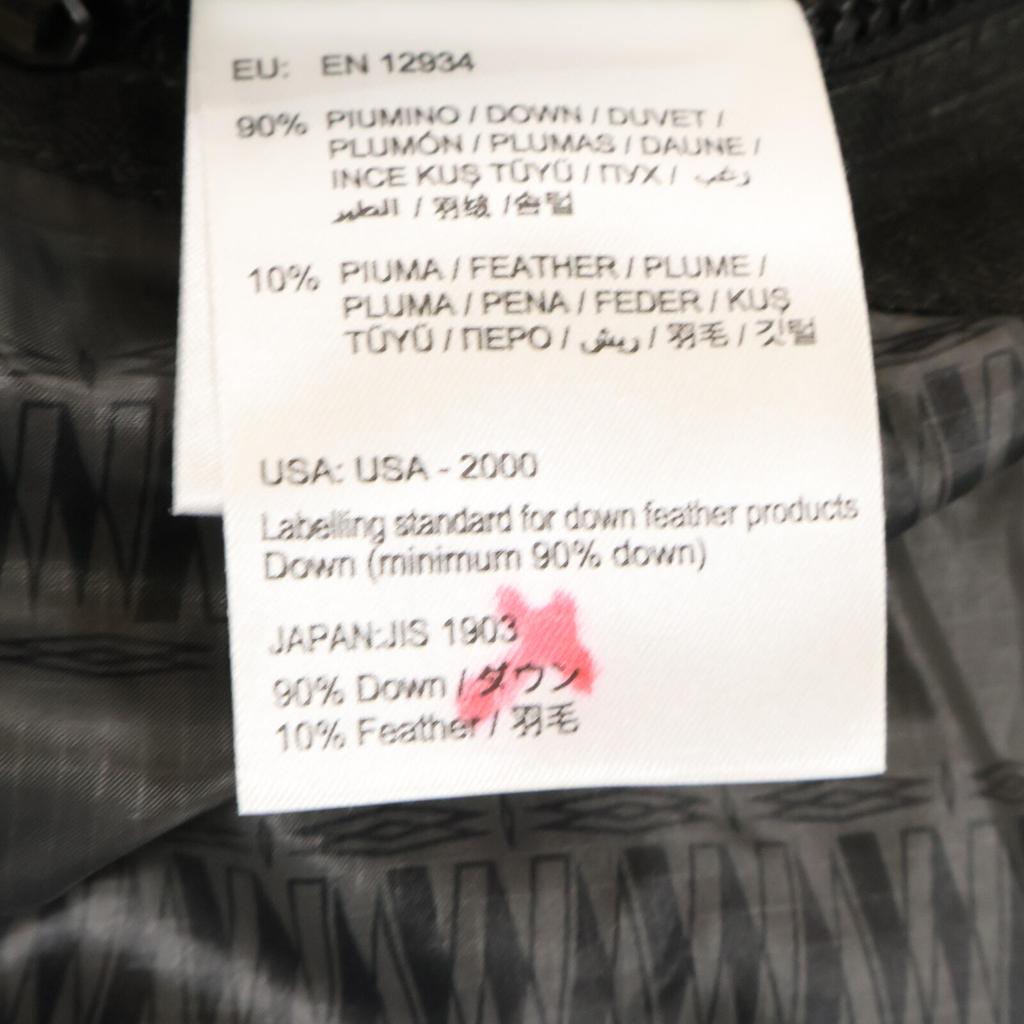 EU: EN 12934
90% PIUMINO / DOWN / DUVET /
PLUMÓN / PLUMAS / DAUNE /
INCE KUŞ TÜYÜ / ПУХ / زغب
الطير / 羽绒 / 솜털
10% PIUMA / FEATHER / PLUME /
PLUMA / PENA / FEDER / KUŞ
TÜYÜ / ПЕРО / ريش / 羽毛 / 깃털
USA: USA - 2000
Labelling standard for down feather products
Down (minimum 90% down)
JAPAN:JIS 1903
90% Down / ダウン
10% Feather / 羽毛